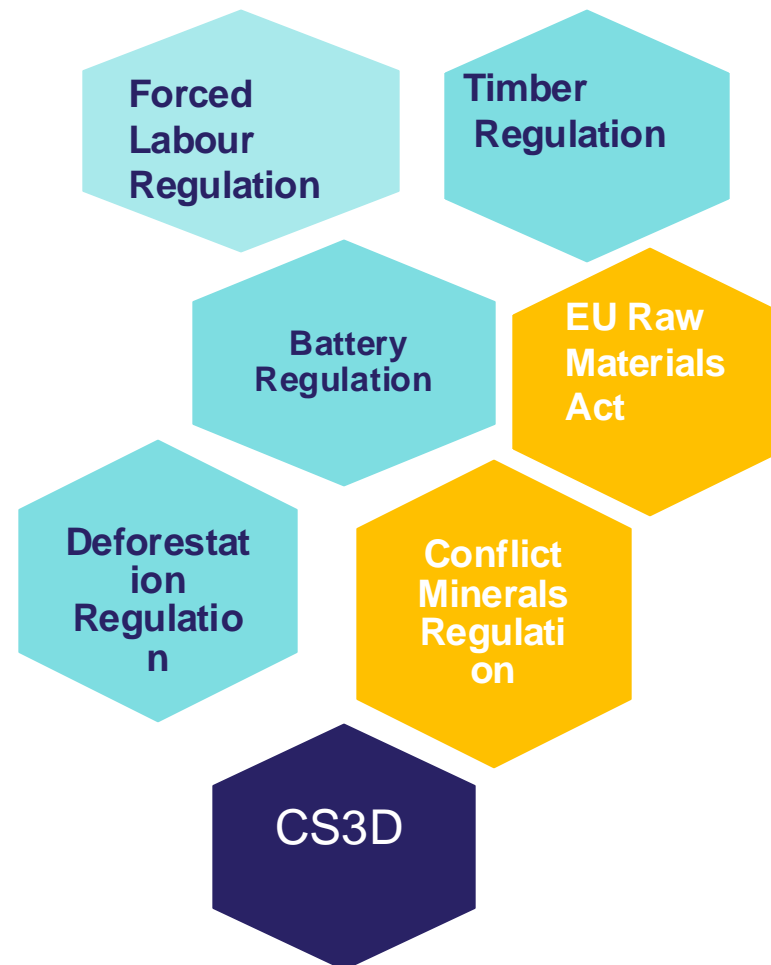 Forced
Labour
Regulation
Timber
Regulation
Battery
Regulation
EU Raw
Materials
Act
Deforestat
ion
Regulatio
n
Conflict
Minerals
Regulati
on
CS3D